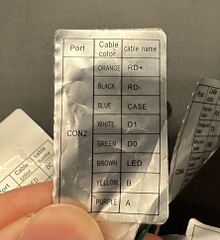 Port Cable color cable name
ORANGE RD+
BLACK RD-
BLUE CASE
WHITE D1
CON2
GREEN D0
BROWN LED
YELLOW B
PURPLE A
Port